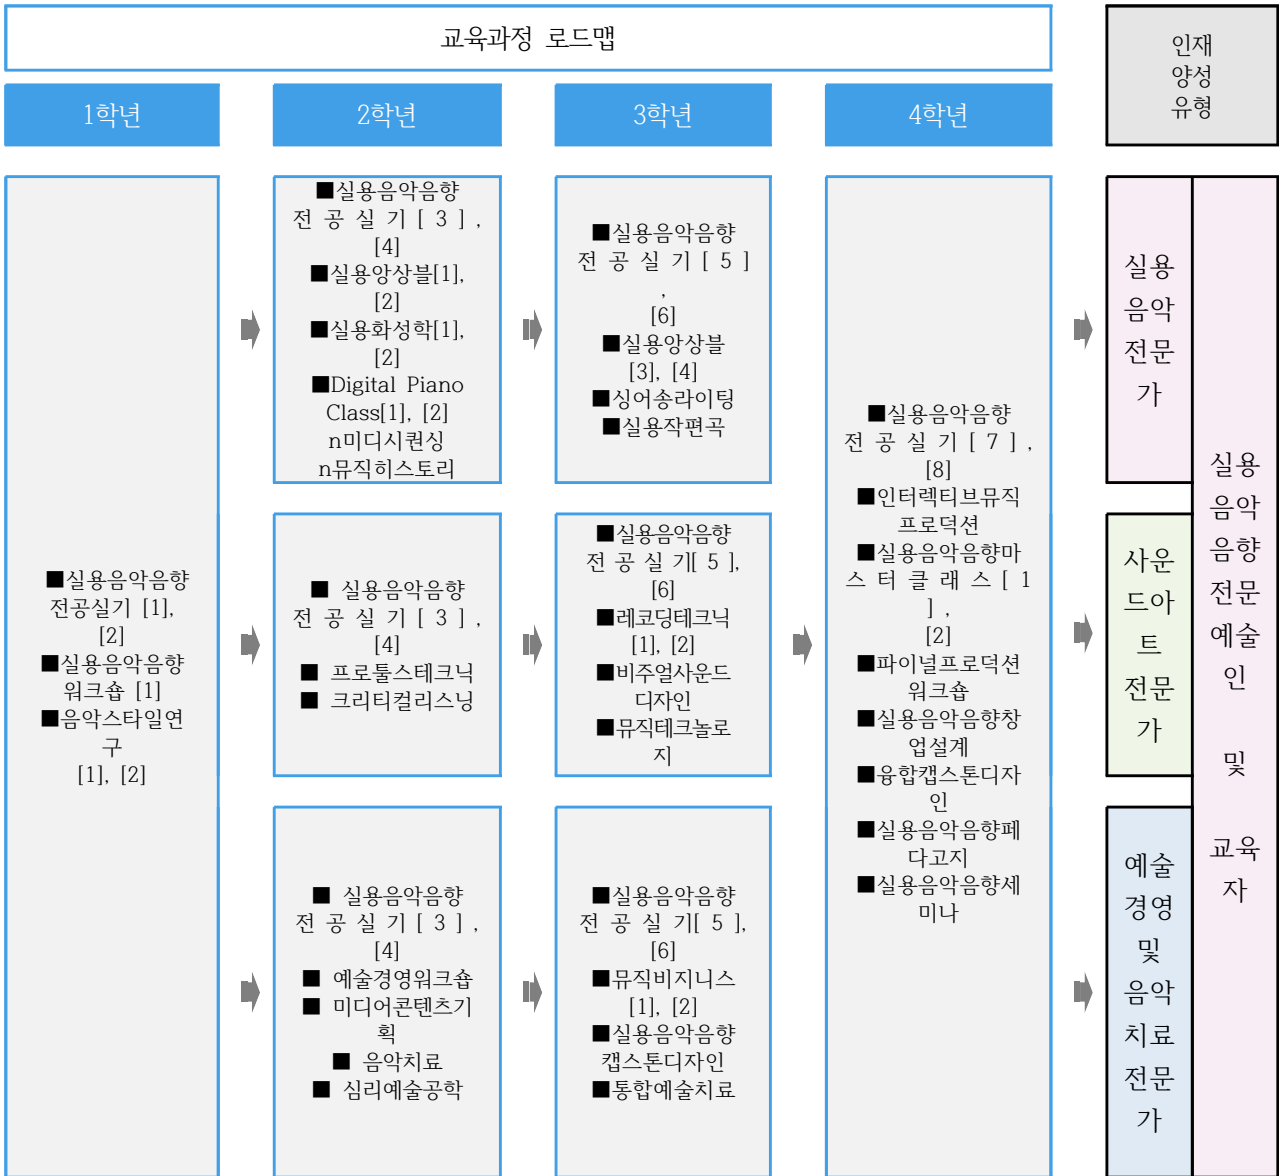 교육과정 로드맵
인재
양성
유형
1학년
2학년
3학년
4학년
■실용음악음향
전공실기 [1],
[2]
■실용음악음향
워크숍 [1]
■음악스타일연
구
[1], [2]
■실용음악음향
전 공 실 기 [ 3 ] ,
[4]
■실용앙상블[1],
[2]
■실용화성학[1],
[2]
■Digital Piano
Class[1], [2]
n미디시퀀싱
n뮤직히스토리
■ 실용음악음향
전 공 실 기 [ 3 ] ,
[4]
■ 프로툴스테크닉
■ 크리티컬리스닝
■ 실용음악음향
전 공 실 기 [ 3 ] ,
[4]
■ 예술경영워크숍
■ 미디어콘텐츠기
획
■ 음악치료
■ 심리예술공학
■실용음악음향
전 공 실 기 [ 5 ]
,
[6]
■실용앙상블
[3], [4]
■싱어송라이팅
■실용작편곡
■실용음악음향
전 공 실 기[ 5 ],
[6]
■레코딩테크닉
[1], [2]
■비주얼사운드
디자인
■뮤직테크놀로
지
■실용음악음향
전 공 실 기[ 5 ],
[6]
■뮤직비지니스
[1], [2]
■실용음악음향
캡스톤디자인
■통합예술치료
■실용음악음향
전 공 실 기 [ 7 ] ,
[8]
■인터렉티브뮤직
프로덕션
■실용음악음향마
스 터 클 래 스 [ 1
] ,
[2]
■파이널프로덕션
워크숍
■실용음악음향창
업설계
■융합캡스톤디자
인
■실용음악음향페
다고지
■실용음악음향세
미나
실용
음악
전문
가
사운
드아
트
전문
가
예술
경영
및
음악
치료
전문
가
실용
음악
음향
전문
예술
인
및
교육
자